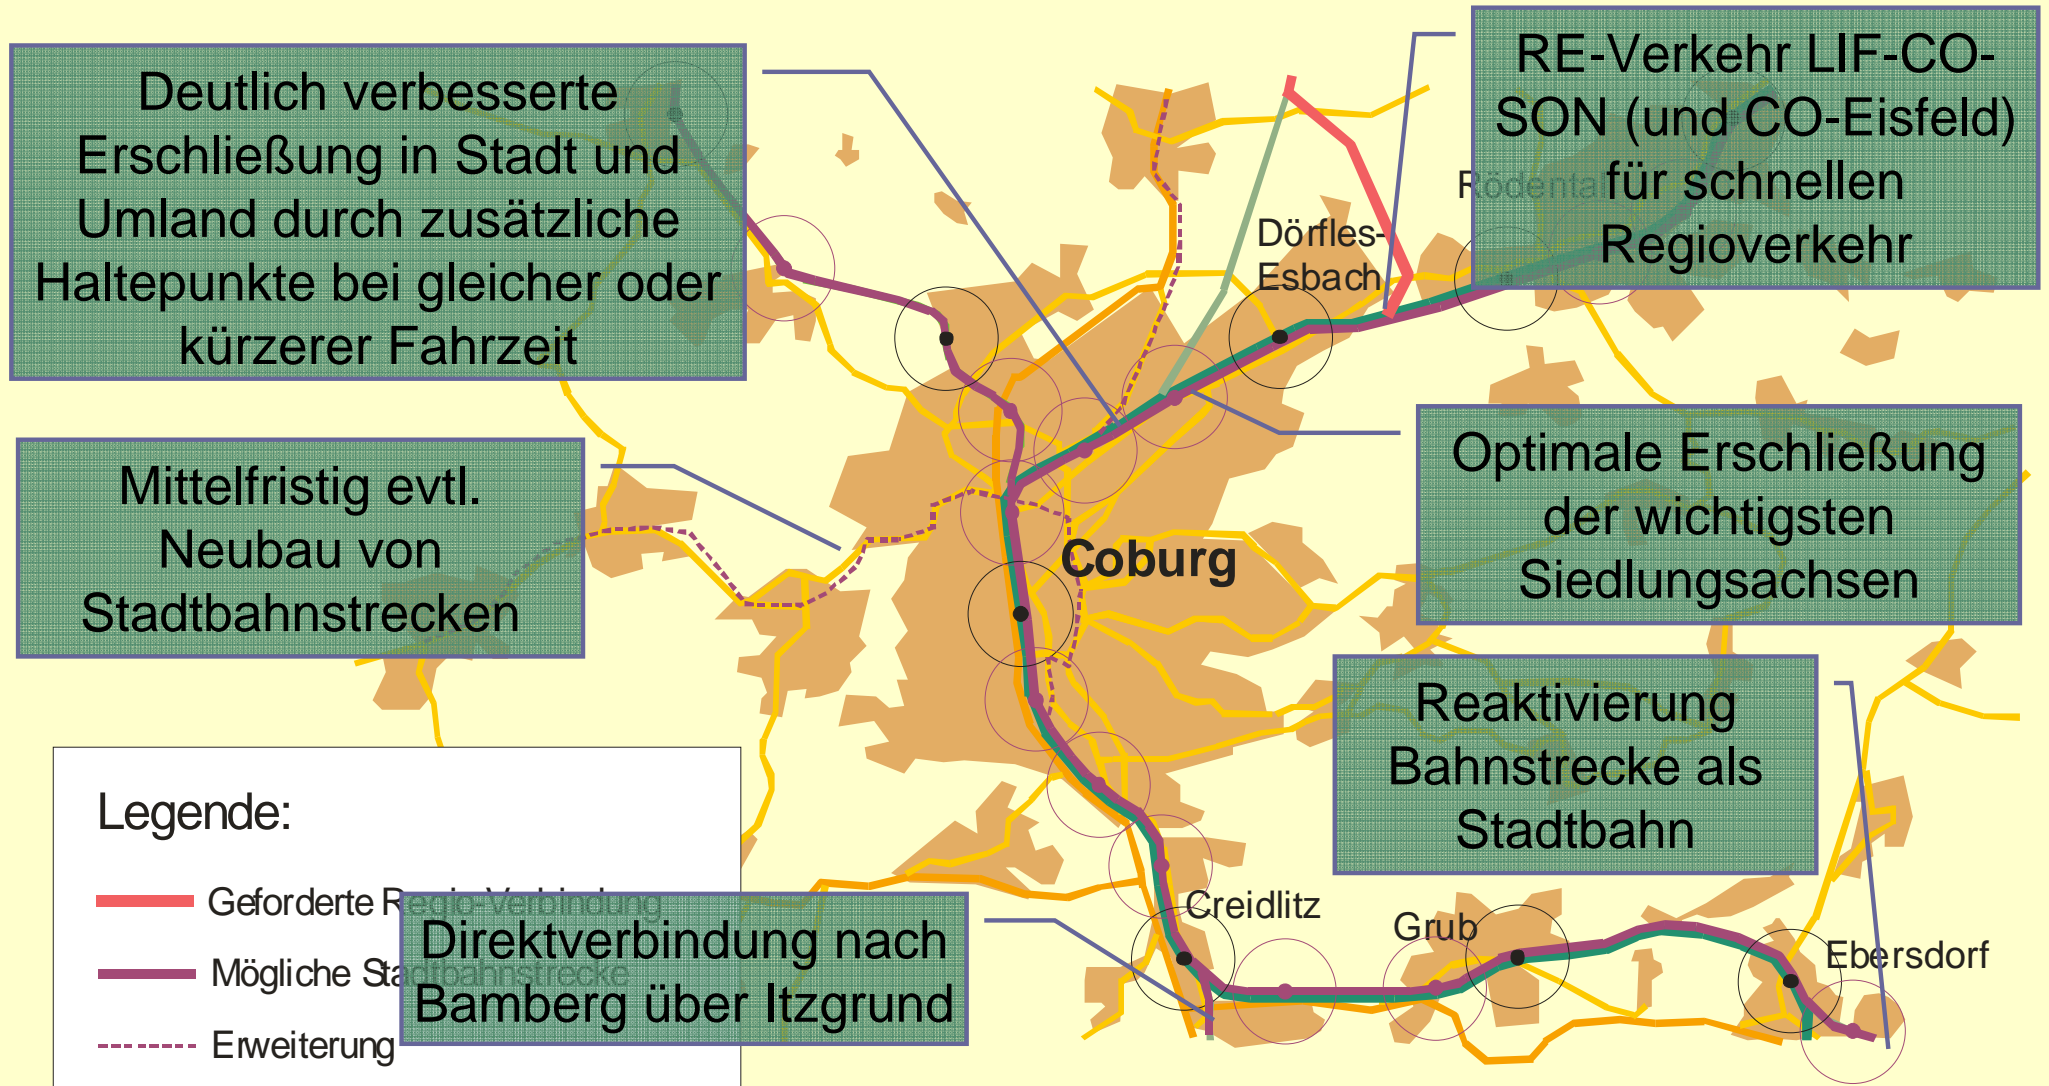 Deutlich verbesserte
Erschließung in Stadt und
Umland durch zusätzliche
Haltepunkte bei gleicher oder
kürzerer Fahrzeit
RE-Verkehr LIF-CO-
SON (und CO-Eisfeld)
für schnellen
Regioverkehr
Rödental
Dörfles-
Esbach
Mittelfristig evtl.
Neubau von
Stadtbahnstrecken
Optimale Erschließung
der wichtigsten
Siedlungsachsen
Coburg
Reaktivierung
Bahnstrecke als
Stadtbahn
Legende:
Geforderte Regio-Verbindung
Mögliche Stadtbahnstrecke
Erweiterung
Direktverbindung nach
Bamberg über Itzgrund
Creidlitz
Grub
Ebersdorf